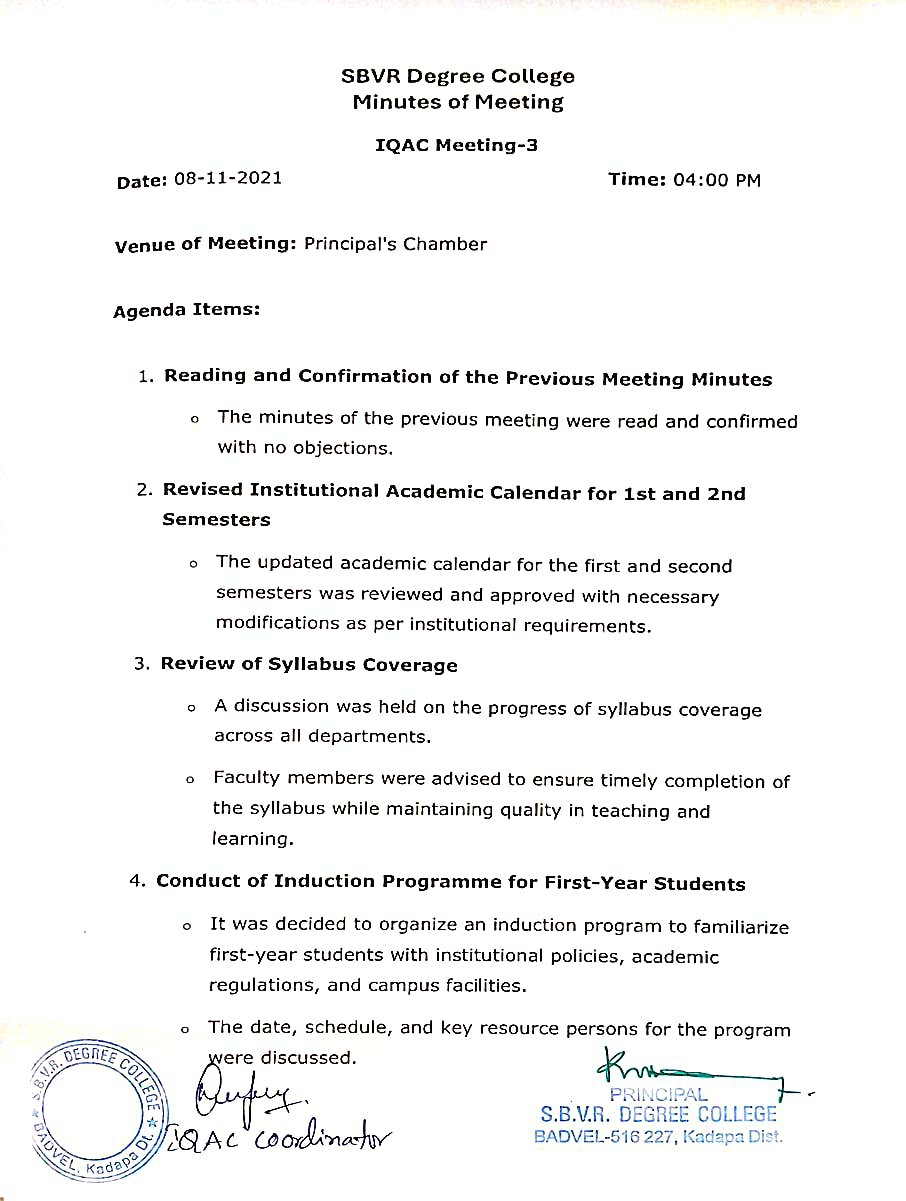 SBVR Degree College
Minutes of Meeting
IQAC Meeting-3
Date: 08-11-2021 Time: 04:00 PM
Venue of Meeting: Principal's Chamber
Agenda Items:
1. Reading and Confirmation of the Previous Meeting Minutes
o The minutes of the previous meeting were read and confirmed
with no objections.
2. Revised Institutional Academic Calendar for 1st and 2nd
Semesters
o The updated academic calendar for the first and second
semesters was reviewed and approved with necessary
modifications as per institutional requirements.
3. Review of Syllabus Coverage
o A discussion was held on the progress of syllabus coverage
across all departments.
o Faculty members were advised to ensure timely completion of
the syllabus while maintaining quality in teaching and
learning.
4. Conduct of Induction Programme for First-Year Students
o It was decided to organize an induction program to familiarize
first-year students with institutional policies, academic
regulations, and campus facilities.
o The date, schedule, and key resource persons for the program
were discussed.
S.B.V.R. DEGREE COLLEGE
★ BADVEL, Kadapa Dt. ★
IQAC Coordinator
PRINCIPAL
S.B.V.R. DEGREE COLLEGE
BADVEL-516 227, Kadapa Dist.